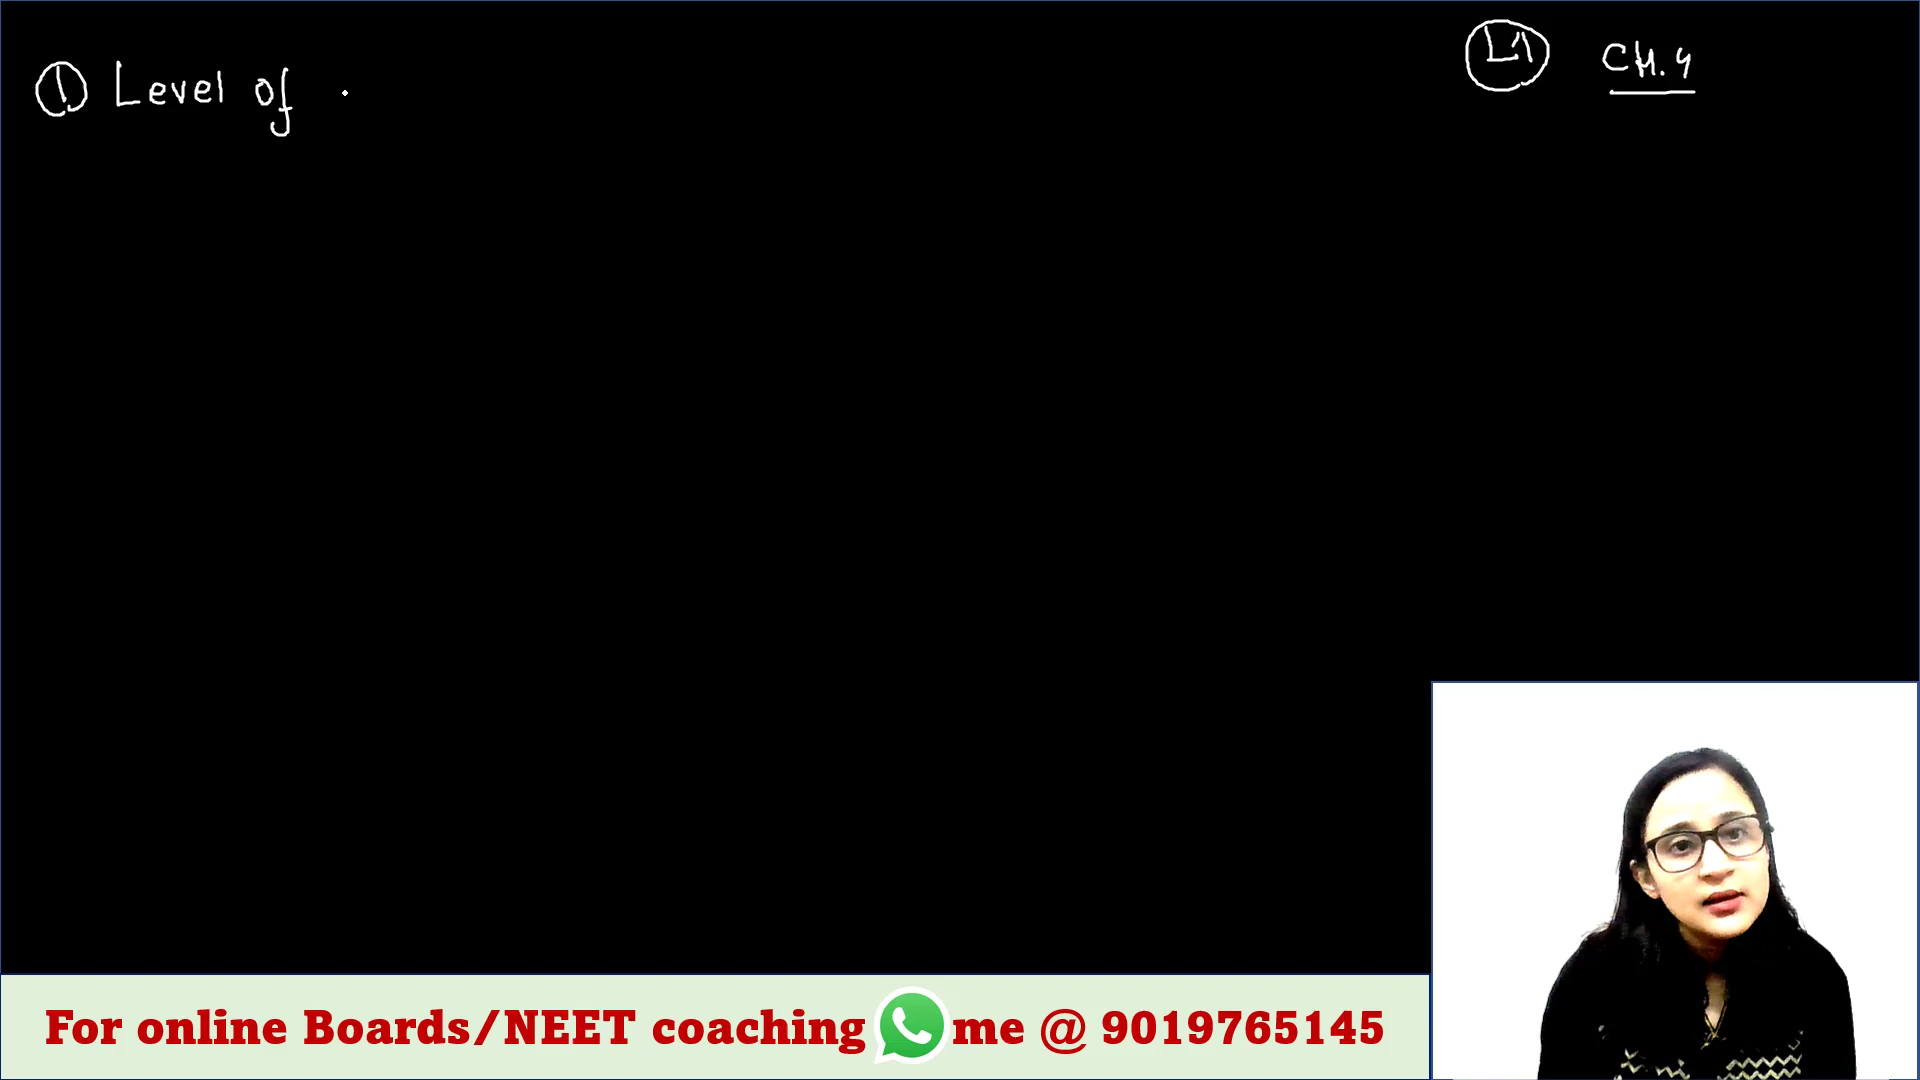 ① Level of
L1 CH.4
For online Boards/NEET coaching me @ 9019765145